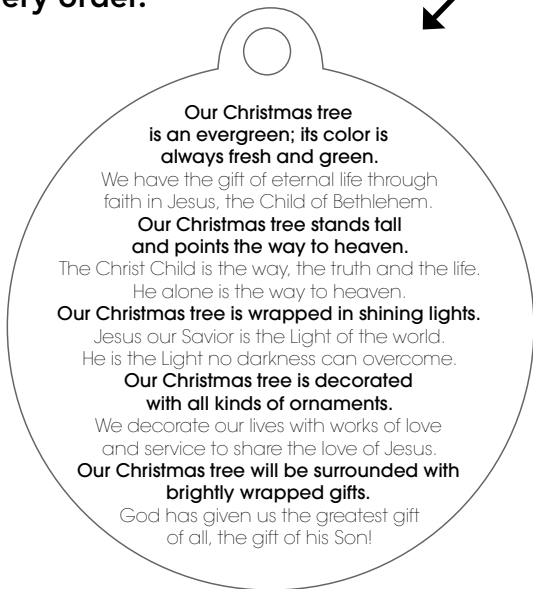 ery order.
Our Christmas tree
is an evergreen; its color is
always fresh and green.
We have the gift of eternal life through
faith in Jesus, the Child of Bethlehem.
Our Christmas tree stands tall
and points the way to heaven.
The Christ Child is the way, the truth and the life.
He alone is the way to heaven.
Our Christmas tree is wrapped in shining lights.
Jesus our Savior is the Light of the world.
He is the Light no darkness can overcome.
Our Christmas tree is decorated
with all kinds of ornaments.
We decorate our lives with works of love
and service to share the love of Jesus.
Our Christmas tree will be surrounded with
brightly wrapped gifts.
God has given us the greatest gift
of all, the gift of his Son!